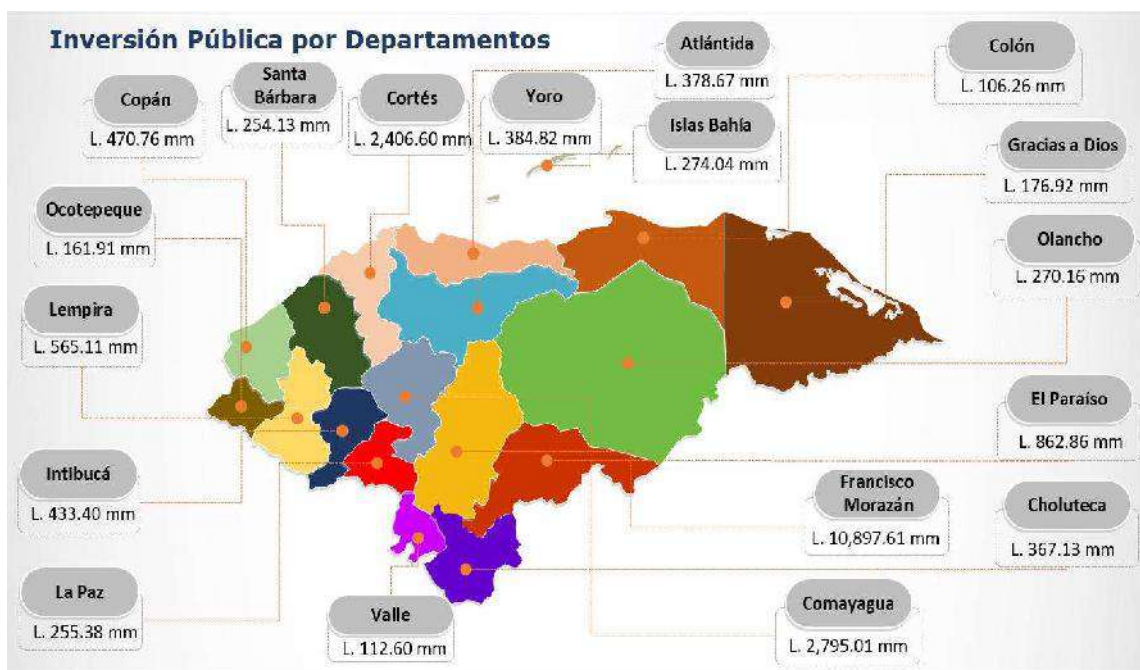 Inversión Pública por Departamentos
Copán
L. 470.76 mm
Santa
Bárbara
L. 254.13 mm
Cortés
L. 2,406.60 mm
Yoro
L. 384.82 mm
Atlántida
L. 378.67 mm
Islas Bahía
L. 274.04 mm
Colón
L. 106.26 mm
Gracias a Dios
L. 176.92 mm
Ocotepeque
L. 161.91 mm
Olancho
L. 270.16 mm
Lempira
L. 565.11 mm
El Paraíso
L. 862.86 mm
Intibucá
L. 433.40 mm
Francisco
Morazán
L. 10,897.61 mm
Choluteca
L. 367.13 mm
La Paz
L. 255.38 mm
Valle
L. 112.60 mm
Comayagua
L. 2,795.01 mm